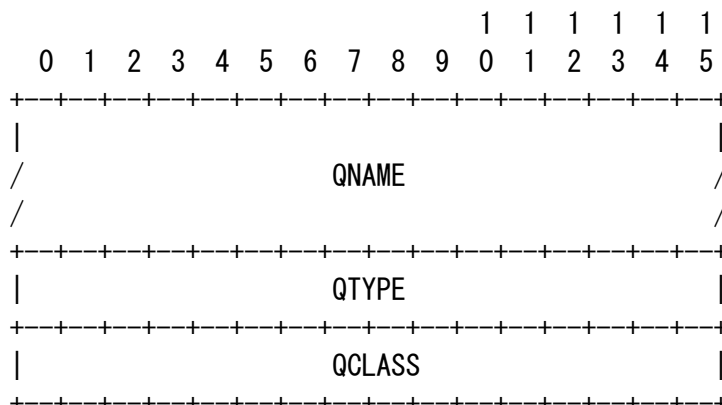 1  1  1  1  1  1
  0  1  2  3  4  5  6  7  8  9  0  1  2  3  4  5
+--+--+--+--+--+--+--+--+--+--+--+--+--+--+--+--+
|                                               |
/                     QNAME                     /
/                                               /
+--+--+--+--+--+--+--+--+--+--+--+--+--+--+--+--+
|                     QTYPE                     |
+--+--+--+--+--+--+--+--+--+--+--+--+--+--+--+--+
|                     QCLASS                    |
+--+--+--+--+--+--+--+--+--+--+--+--+--+--+--+--+